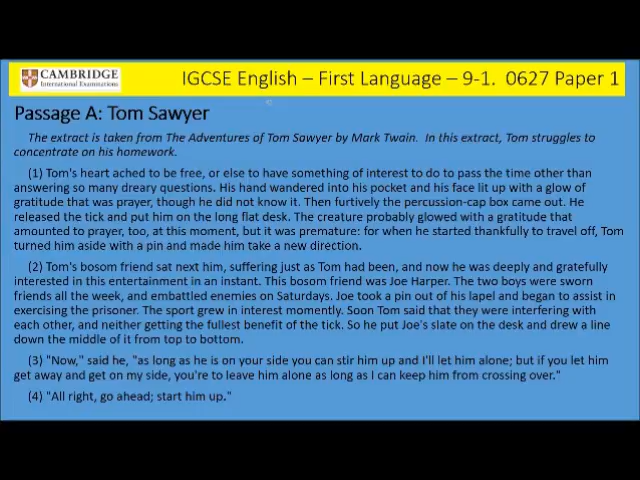 CAMBRIDGE
International Examinations
IGCSE English – First Language – 9-1. 0627 Paper 1
Passage A: Tom Sawyer
The extract is taken from The Adventures of Tom Sawyer by Mark Twain. In this extract, Tom struggles to
concentrate on his homework.
(1) Tom's heart ached to be free, or else to have something of interest to do to pass the time other than
answering so many dreary questions. His hand wandered into his pocket and his face lit up with a glow of
gratitude that was prayer, though he did not know it. Then furtively the percussion-cap box came out. He
released the tick and put him on the long flat desk. The creature probably glowed with a gratitude that
amounted to prayer, too, at this moment, but it was premature: for when he started thankfully to travel off, Tom
turned him aside with a pin and made him take a new direction.
(2) Tom's bosom friend sat next him, suffering just as Tom had been, and now he was deeply and gratefully
interested in this entertainment in an instant. This bosom friend was Joe Harper. The two boys were sworn
friends all the week, and embattled enemies on Saturdays. Joe took a pin out of his lapel and began to assist in
exercising the prisoner. The sport grew in interest momently. Soon Tom said that they were interfering with
each other, and neither getting the fullest benefit of the tick. So he put Joe's slate on the desk and drew a line
down the middle of it from top to bottom.
(3) "Now," said he, "as long as he is on your side you can stir him up and I'll let him alone; but if you let him
get away and get on my side, you're to leave him alone as long as I can keep him from crossing over."
(4) "All right, go ahead; start him up."